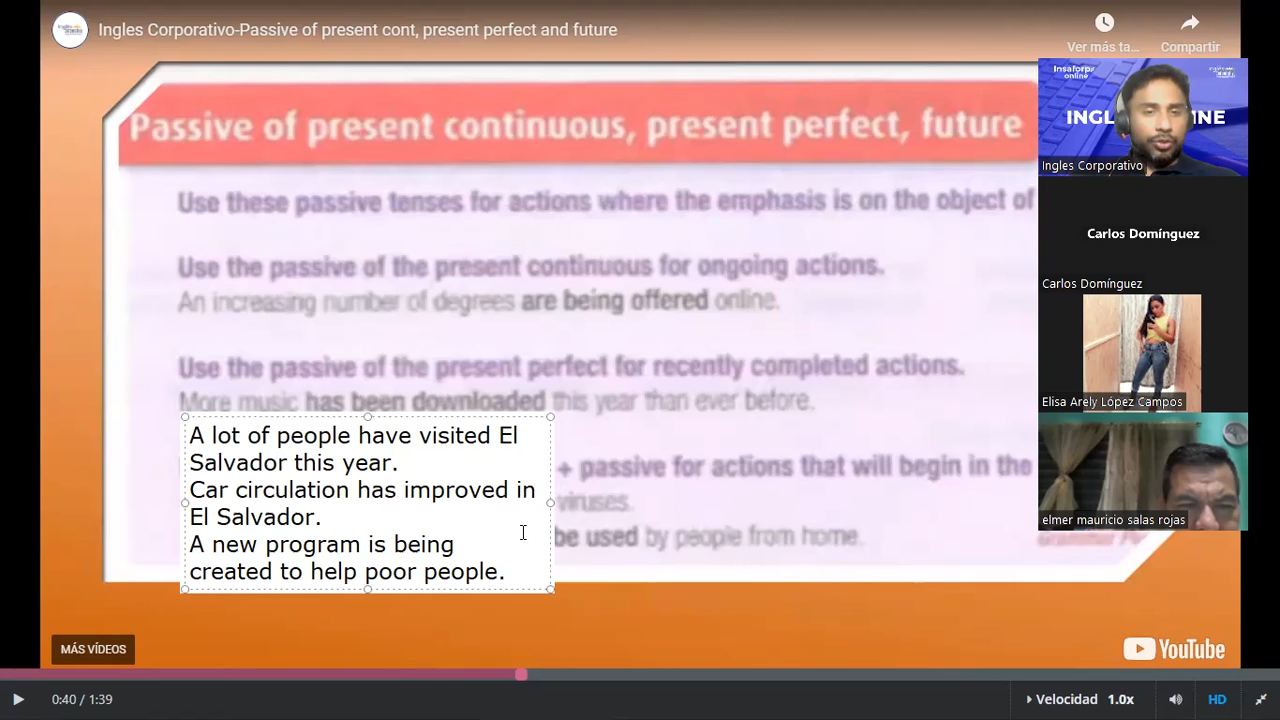 Ingles Corporativo-Passive of present cont, present perfect and future
Ver más ta...
Compartir
Passive of present continuous, present perfect, future
Use these passive tenses for actions where the emphasis is on the object of
Use the passive of the present continuous for ongoing actions.
An increasing number of degrees are being offered online.
Use the passive of the present perfect for recently completed actions.
More music has been downloaded this year than ever before.
+ passive for actions that will begin in the
viruses.
be used by people from home.
A lot of people have visited El
Salvador this year.
Car circulation has improved in
El Salvador.
A new program is being
created to help poor people.
online
INGL
NE
Ingles Corporativo
Carlos Domínguez
Carlos Domínguez
Elisa Arely López Campos
elmer mauricio salas rojas
MÁS VÍDEOS
YouTube
0:40 / 1:39
Velocidad 1.0x
HD